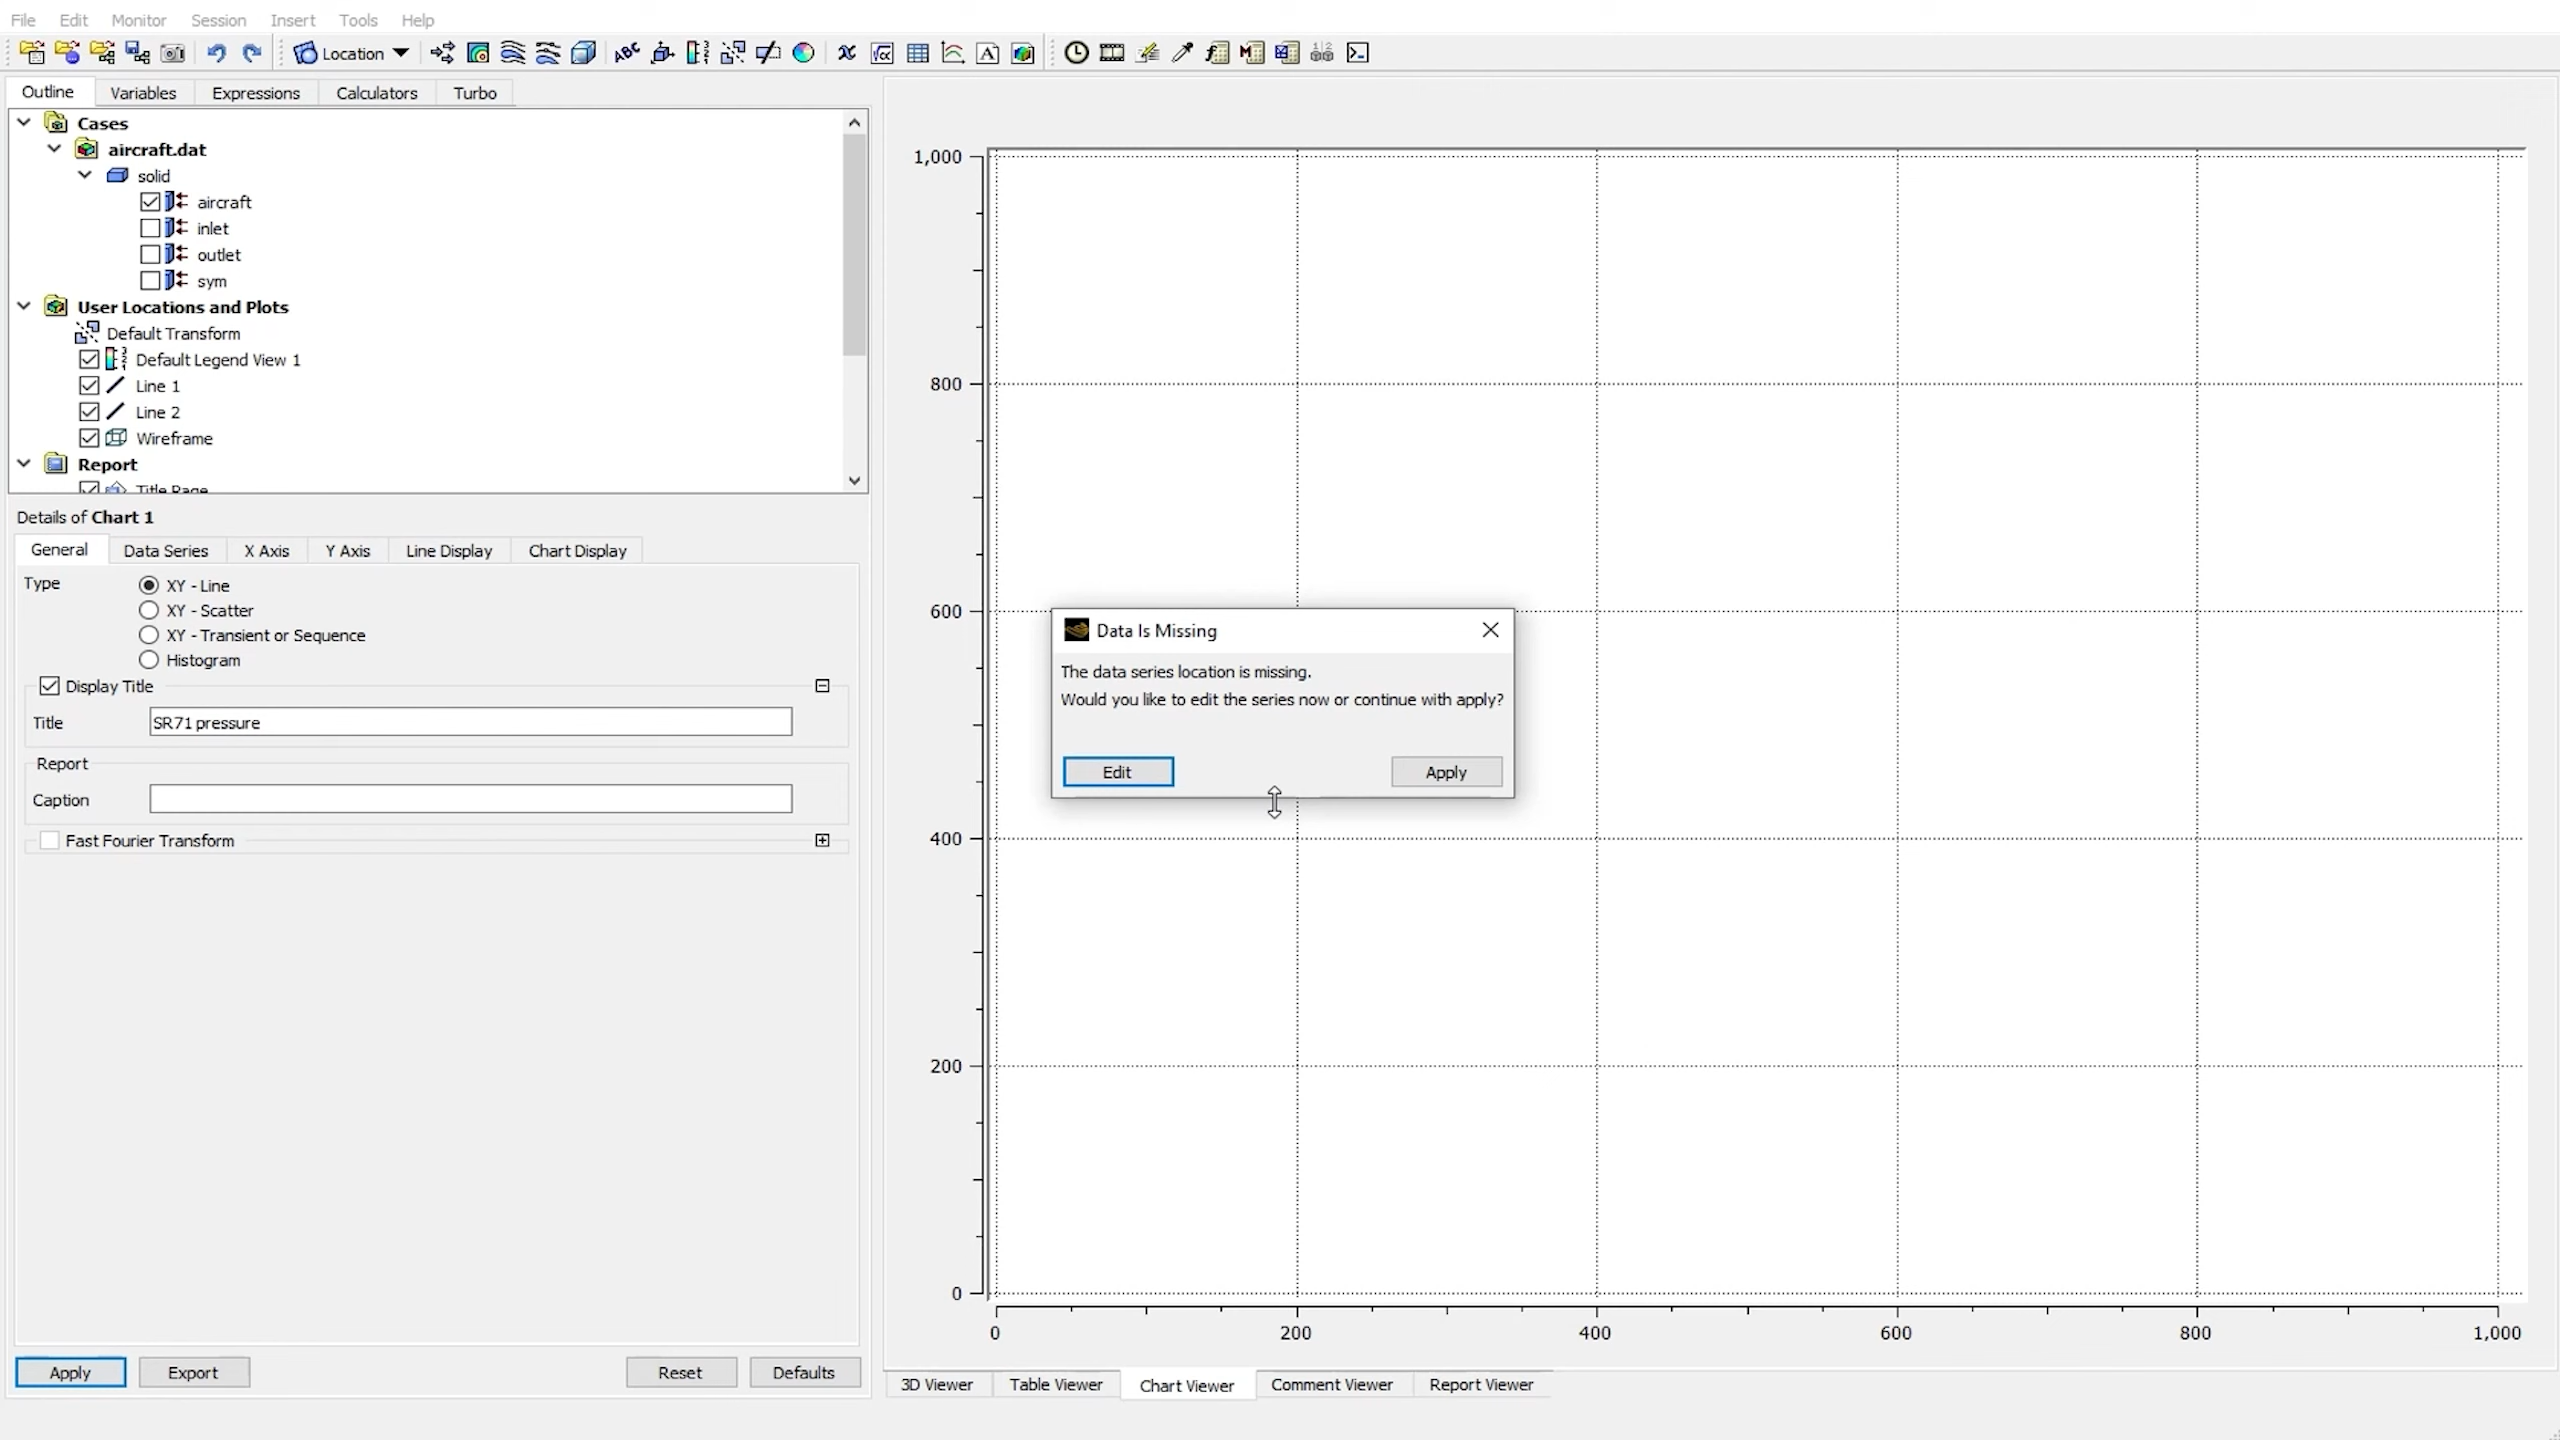 File Edit Monitor Session Insert Tools Help
Location
Outline Variables Expressions Calculators Turbo
Cases
aircraft.dat
solid
aircraft
inlet
outlet
sym
User Locations and Plots
Default Transform
Default Legend View 1
Line 1
Line 2
Wireframe
Report
Title Page
Details of Chart 1
General Data Series X Axis Y Axis Line Display Chart Display
Type
XY - Line
XY - Scatter
XY - Transient or Sequence
Histogram
Display Title
Title SR71 pressure
Report
Caption
Fast Fourier Transform
Apply Export Reset Defaults
1,000
800
600
400
200
0
0 200 400 600 800 1,000
Data Is Missing
The data series location is missing.
Would you like to edit the series now or continue with apply?
Edit Apply
3D Viewer Table Viewer Chart Viewer Comment Viewer Report Viewer